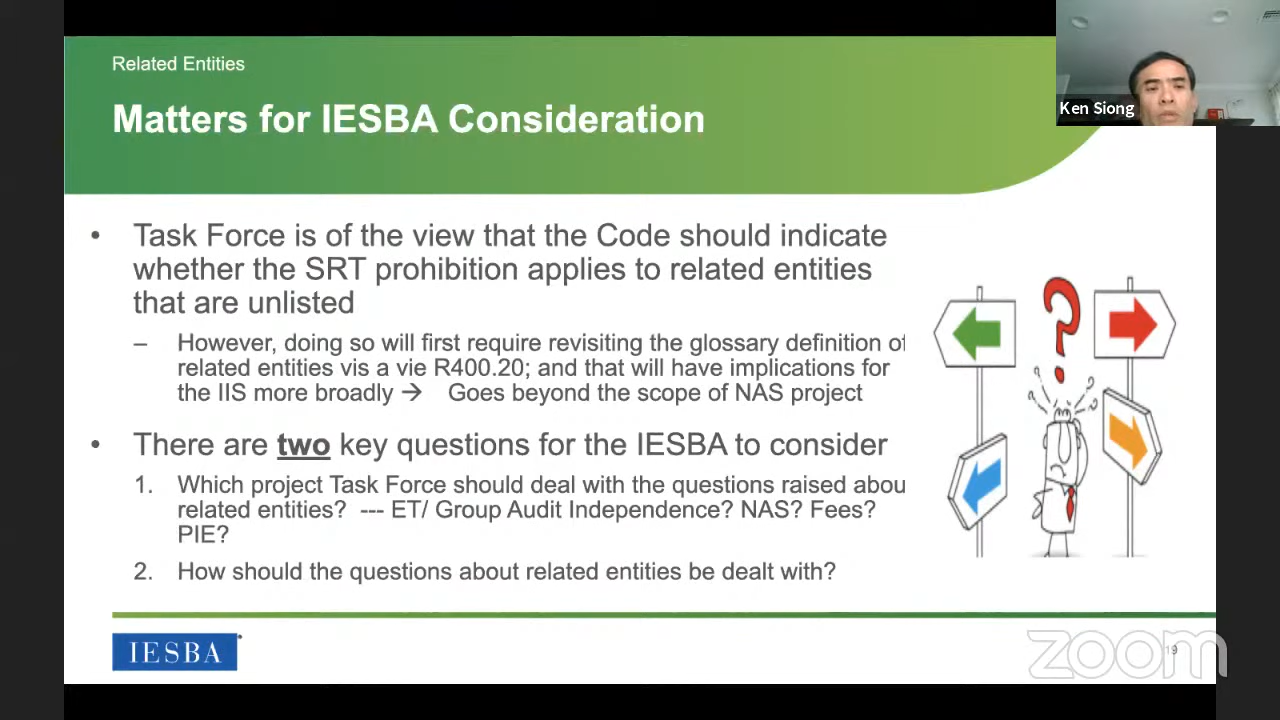 Related Entities
Matters for IESBA Consideration
Ken Siong
• Task Force is of the view that the Code should indicate
whether the SRT prohibition applies to related entities
that are unlisted
– However, doing so will first require revisiting the glossary definition of
related entities vis a vie R400.20; and that will have implications for
the IIS more broadly → Goes beyond the scope of NAS project
• There are two key questions for the IESBA to consider
1. Which project Task Force should deal with the questions raised abou
related entities? --- ET/ Group Audit Independence? NAS? Fees?
PIE?
2. How should the questions about related entities be dealt with?
?
IESBA
zoom
19